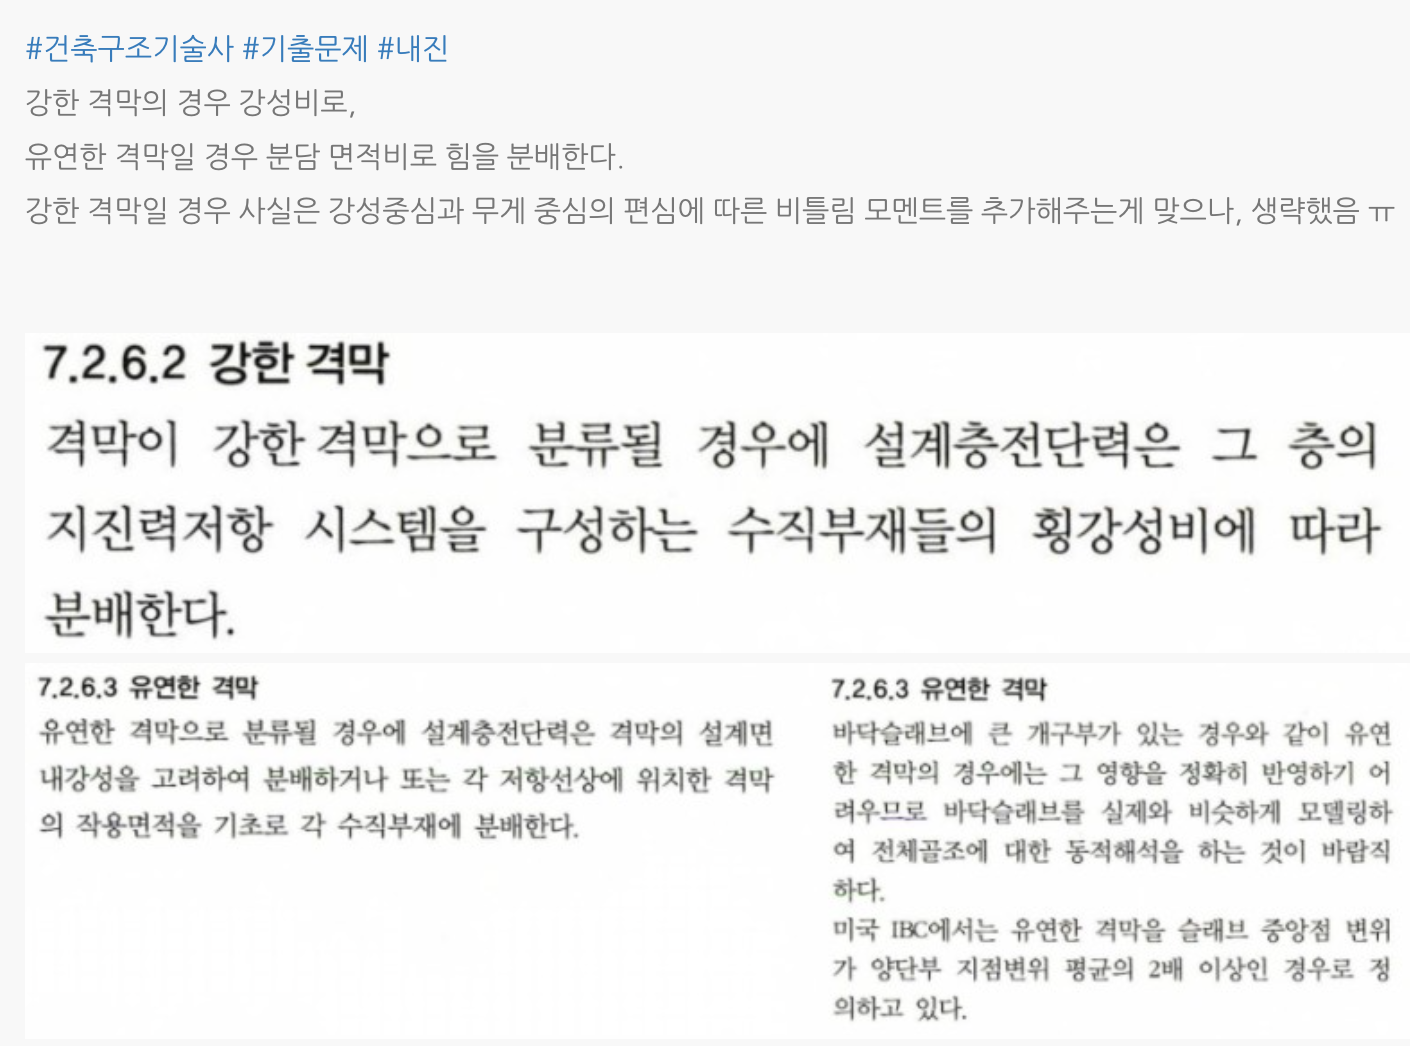 #건축구조기술사 #기출문제 #내진
강한 격막의 경우 강성비로,
유연한 격막일 경우 분담 면적비로 힘을 분배한다.
강한 격막일 경우 사실은 강성중심과 무게 중심의 편심에 따른 비틀림 모멘트를 추가해주는게 맞으나, 생략했음 ㅠ
7.2.6.2 강한 격막
격막이 강한 격막으로 분류될 경우에 설계층전단력은 그 층의
지진력저항 시스템을 구성하는 수직부재들의 횡강성비에 따라
분배한다.
7.2.6.3 유연한 격막
유연한 격막으로 분류될 경우에 설계층전단력은 격막의 설계면
내강성을 고려하여 분배하거나 또는 각 저항선상에 위치한 격막
의 작용면적을 기초로 각 수직부재에 분배한다.
7.2.6.3 유연한 격막
바닥슬래브에 큰 개구부가 있는 경우와 같이 유연
한 격막의 경우에는 그 영향을 정확히 반영하기 어
려우므로 바닥슬래브를 실제와 비슷하게 모델링하
여 전체골조에 대한 동적해석을 하는 것이 바람직
하다.
미국 IBC에서는 유연한 격막을 슬래브 중앙점 변위
가 양단부 지점변위 평균의 2배 이상인 경우로 정
의하고 있다.